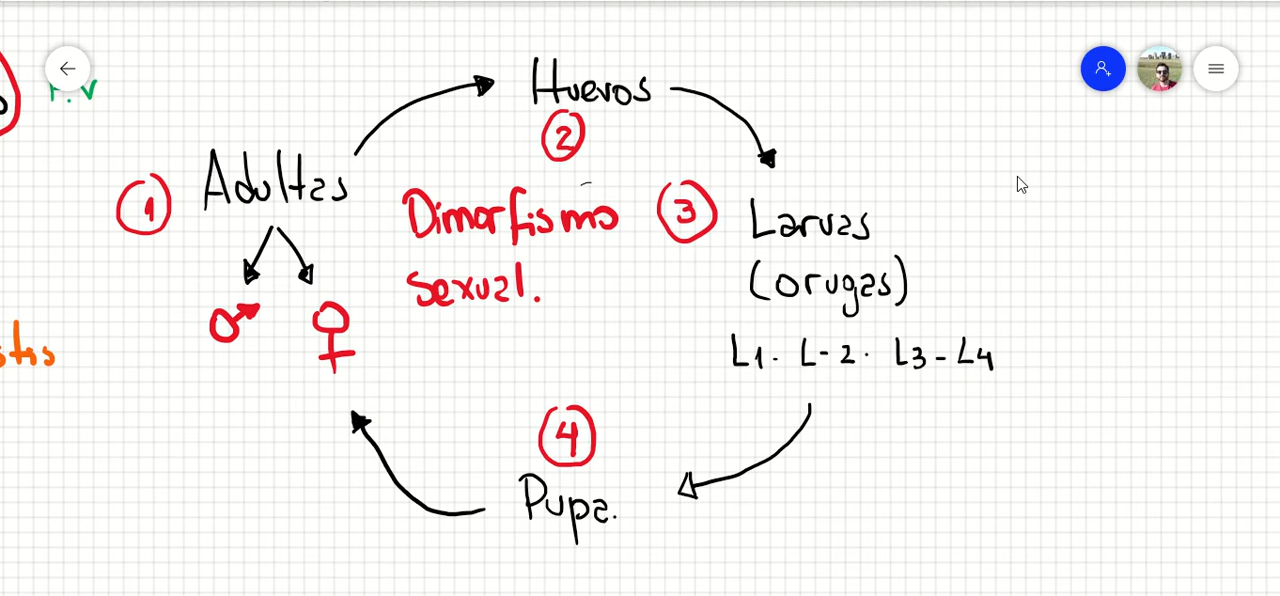 Huevos
2
Adultas
1
Dimorfismo
sexual.
3
Larvas
(orugas)
L1. L-2. L3-L4
4
Pupa.